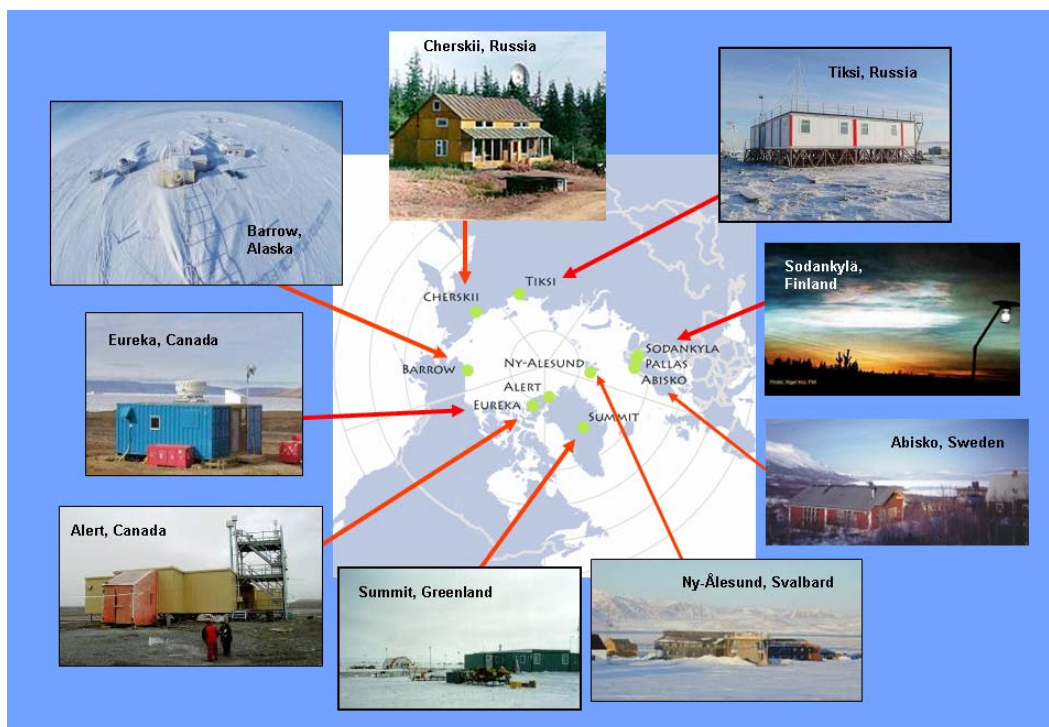 Cherskii, Russia
Tiksi, Russia
Barrow,
Alaska
Sodankylä,
Finland
TIKSI
CHERSKII
Eureka, Canada
SODANKYLA
NY-ALESUND
PALLAS
BARROW
ABISKO
ALERT
EUREKA
SUMMIT
Abisko, Sweden
Alert, Canada
Summit, Greenland
Ny-Ålesund, Svalbard